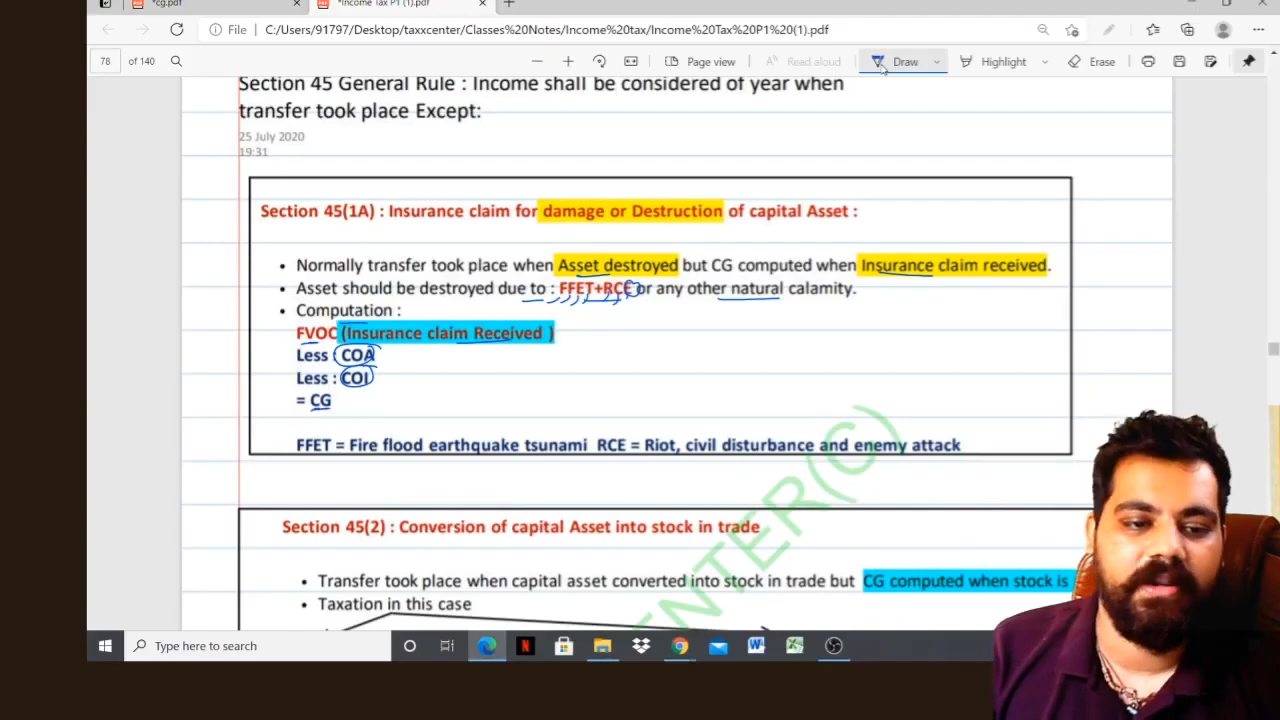 *cg.pdf
*Income Tax P1 (1).pdf
File C:/Users/91797/Desktop/taxxcenter/Classes%20Notes/Income%20tax/Income%20Tax%20P1%20(1).pdf
78 of 140 Page view Read aloud Draw Highlight Erase
Section 45 General Rule : Income shall be considered of year when
transfer took place Except:
25 July 2020
19:31
Section 45(1A) : Insurance claim for damage or Destruction of capital Asset :
• Normally transfer took place when Asset destroyed but CG computed when Insurance claim received.
• Asset should be destroyed due to : FFET+RCE or any other natural calamity.
• Computation :
FVOC (Insurance claim Received )
Less : COA
Less : COI
= CG
FFET = Fire flood earthquake tsunami RCE = Riot, civil disturbance and enemy attack
ENTER(C)
Section 45(2) : Conversion of capital Asset into stock in trade
• Transfer took place when capital asset converted into stock in trade but CG computed when stock is
• Taxation in this case
Type here to search